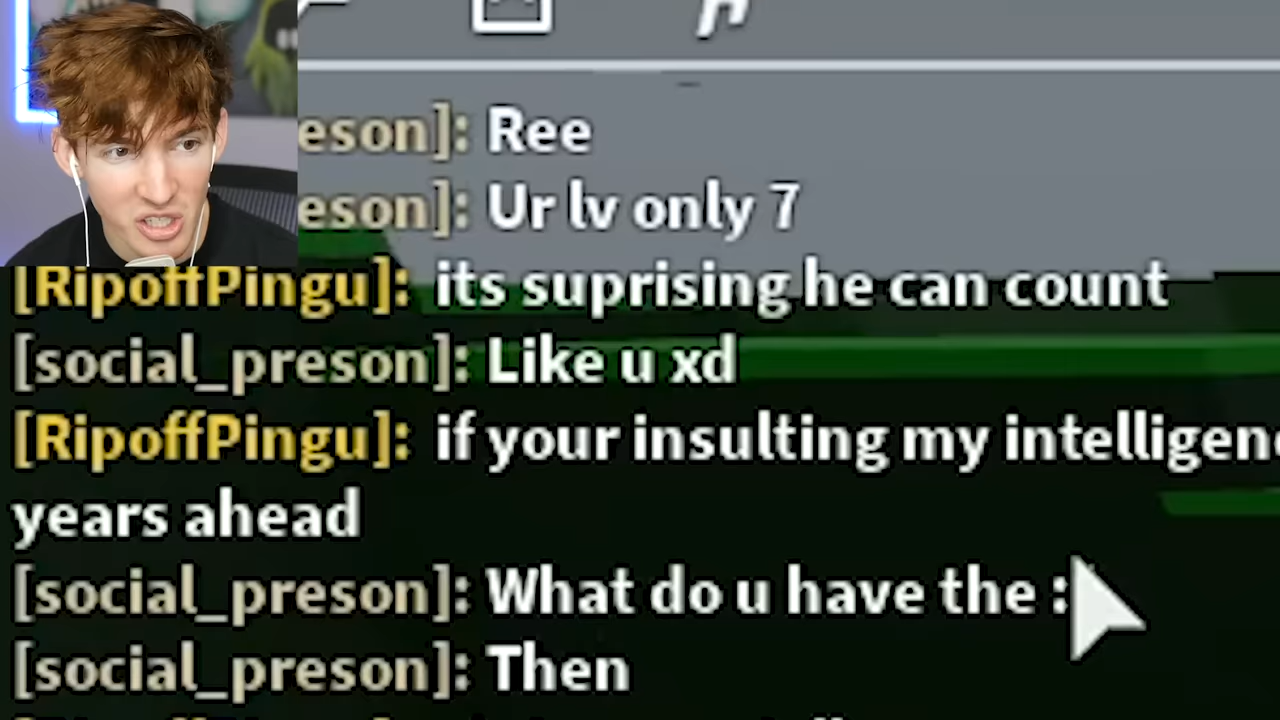 eson]: Ree
eson]: Ur lv only 7
[RipoffPingu]: its suprising he can count
[social_preson]: Like u xd
[RipoffPingu]: if your insulting my intelligen
years ahead
[social_preson]: What do u have the :
[social_preson]: Then